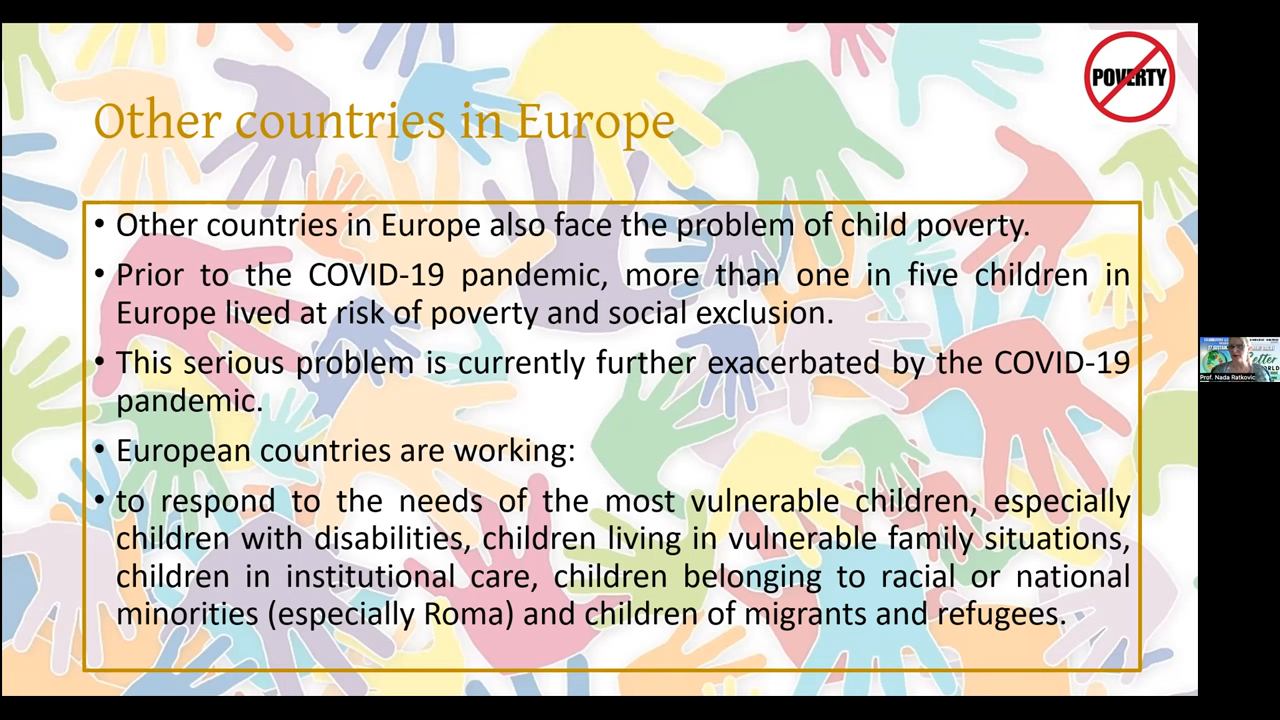 POVERTY
Other countries in Europe
• Other countries in Europe also face the problem of child poverty.
• Prior to the COVID-19 pandemic, more than one in five children in
Europe lived at risk of poverty and social exclusion.
• This serious problem is currently further exacerbated by the COVID-19
pandemic.
• European countries are working:
• to respond to the needs of the most vulnerable children, especially
children with disabilities, children living in vulnerable family situations,
children in institutional care, children belonging to racial or national
minorities (especially Roma) and children of migrants and refugees.
Prof. Nada Ratkovic